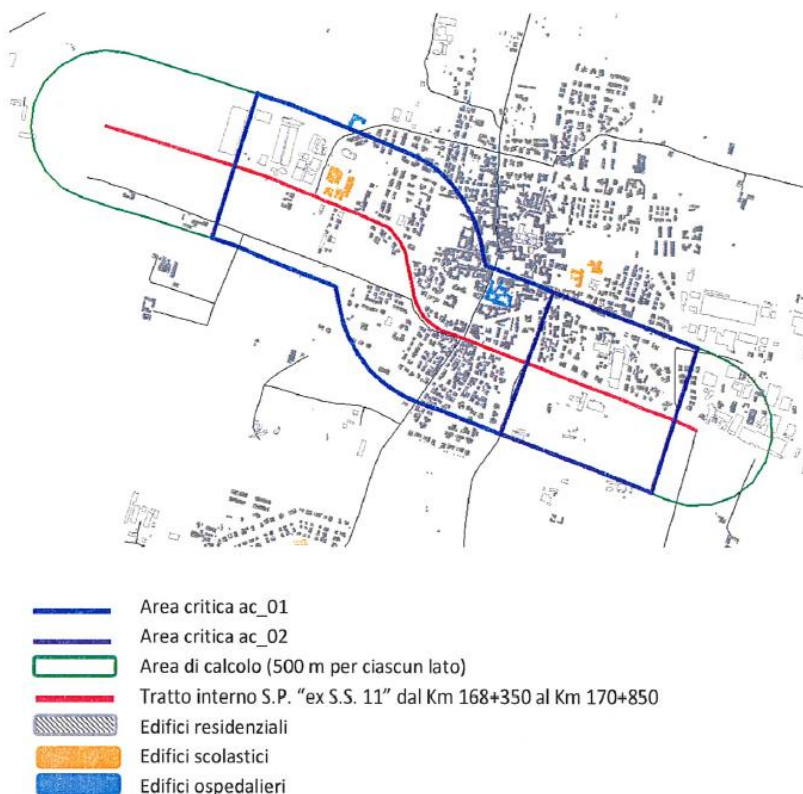 Area critica ac_01
Area critica ac_02
Area di calcolo (500 m per ciascun lato)
Tratto interno S.P. “ex S.S. 11” dal Km 168+350 al Km 170+850
Edifici residenziali
Edifici scolastici
Edifici ospedalieri